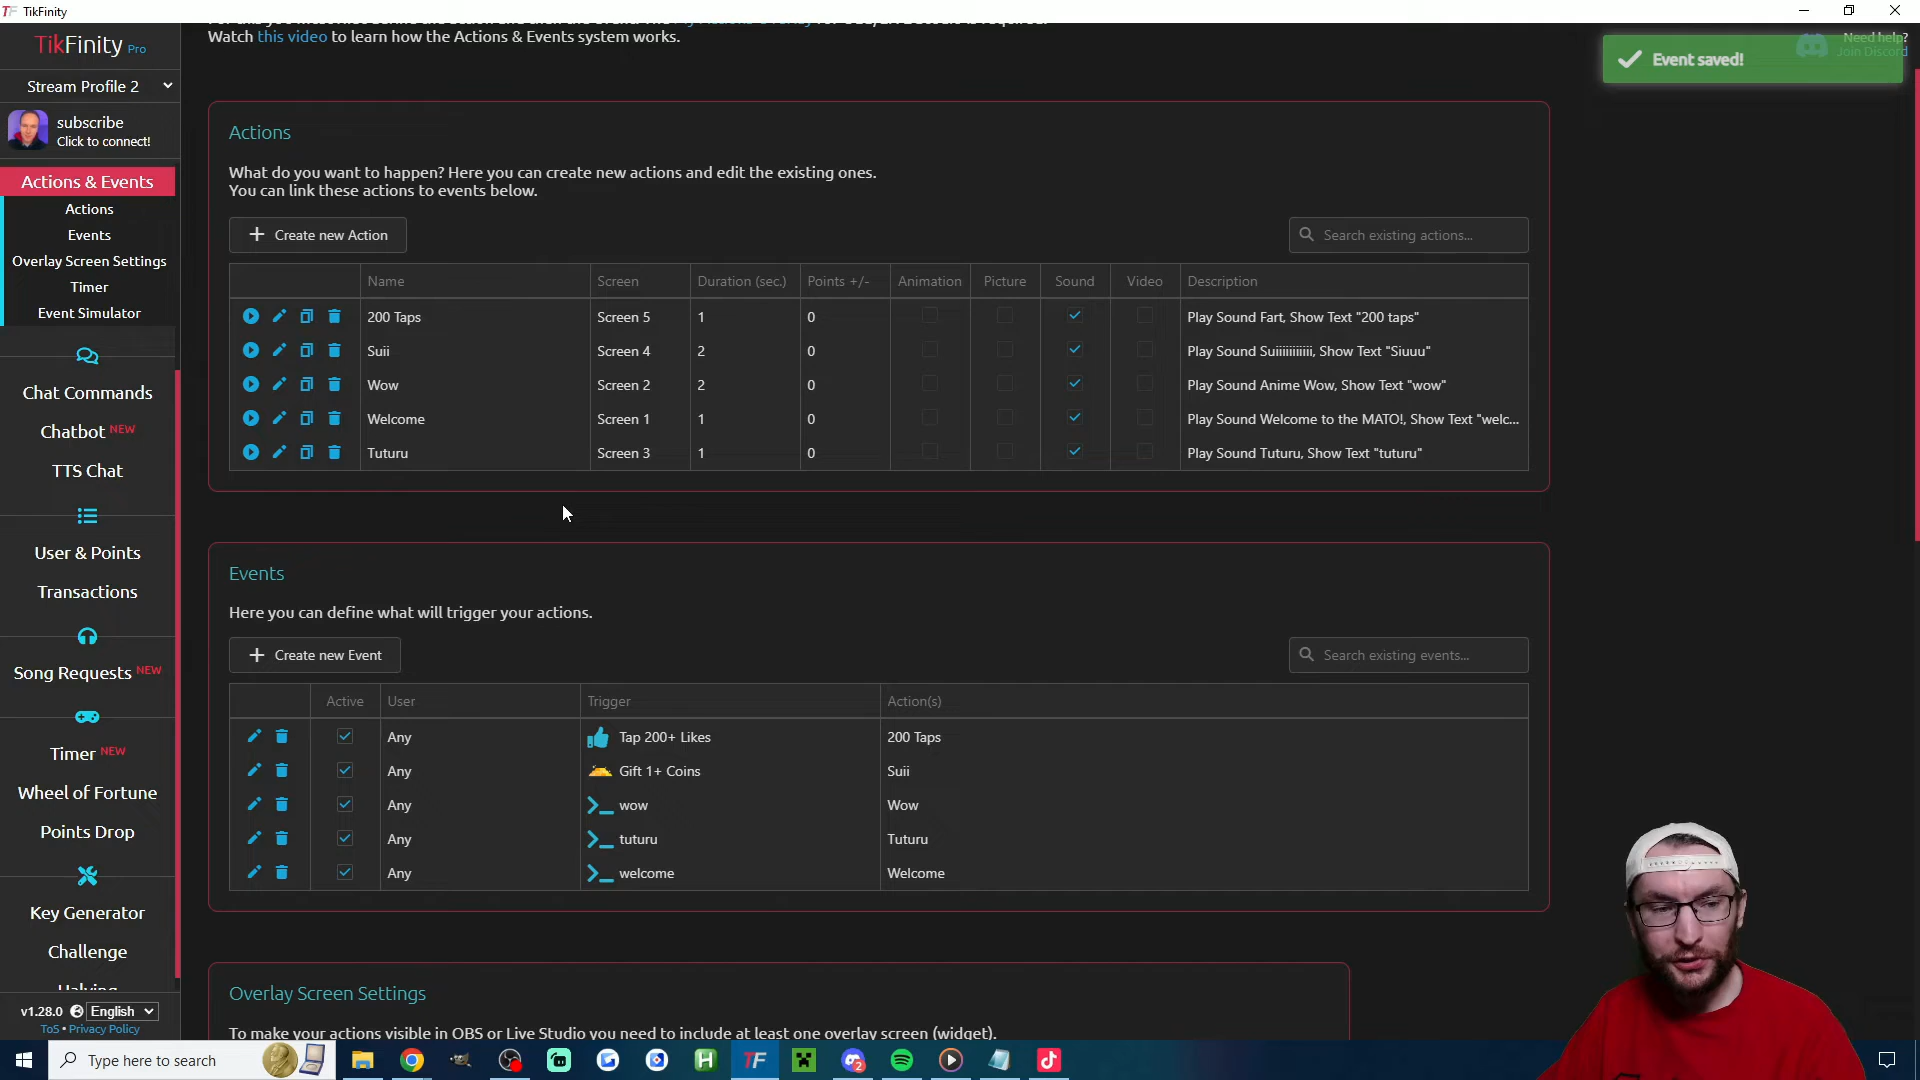 TikFinity
TikFinity Pro
Stream Profile 2
subscribe
Click to connect!
Actions & Events
Actions
Events
Overlay Screen Settings
Timer
Event Simulator
Chat Commands
Chatbot NEW
TTS Chat
User & Points
Transactions
Song Requests NEW
Timer NEW
Wheel of Fortune
Points Drop
Key Generator
Challenge
Halving
v1.28.0 English
ToS • Privacy Policy
Watch this video to learn how the Actions & Events system works.
Need help?
Join Discord
Event saved!
Actions
What do you want to happen? Here you can create new actions and edit the existing ones.
You can link these actions to events below.
Create new Action
Search existing actions...
Name Screen Duration (sec.) Points +/- Animation Picture Sound Video Description
200 Taps Screen 5 1 0 Play Sound Fart, Show Text "200 taps"
Suii Screen 4 2 0 Play Sound Suiiiiiiiiiii, Show Text "Siuuu"
Wow Screen 2 2 0 Play Sound Anime Wow, Show Text "wow"
Welcome Screen 1 1 0 Play Sound Welcome to the MATO!, Show Text "welc...
Tuturu Screen 3 1 0 Play Sound Tuturu, Show Text "tuturu"
Events
Here you can define what will trigger your actions.
Create new Event
Search existing events...
Active User Trigger Action(s)
Any Tap 200+ Likes 200 Taps
Any Gift 1+ Coins Suii
Any wow Wow
Any tuturu Tuturu
Any welcome Welcome
Overlay Screen Settings
To make your actions visible in OBS or Live Studio you need to include at least one overlay screen (widget).
Type here to search